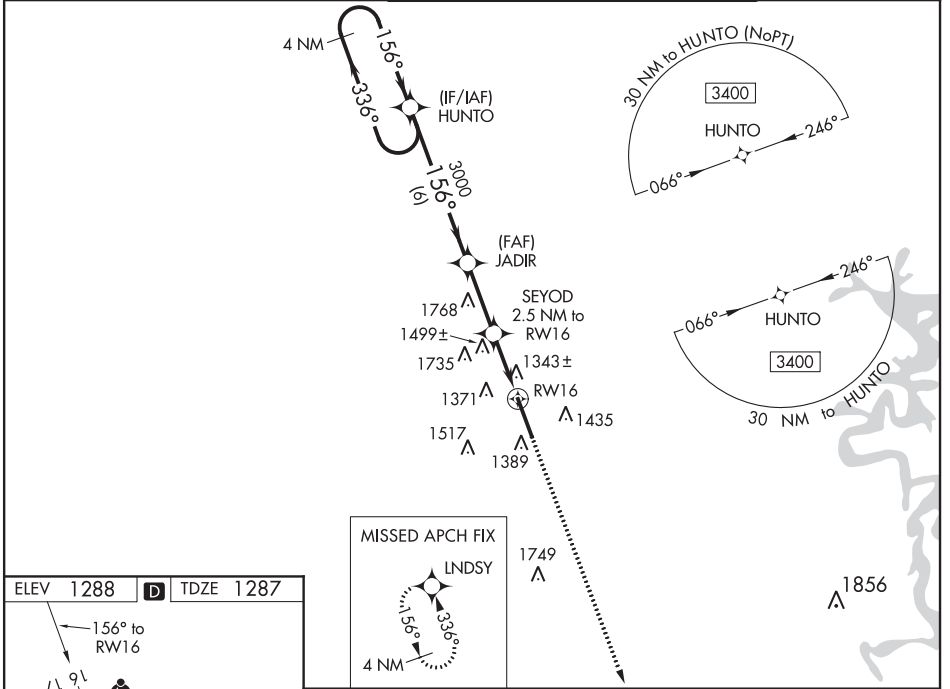 4 NM
156°
336°
(IF/IAF)
HUNTO
3000
156°
(6)
(FAF)
JADIR
1768
SEYOD
2.5 NM to
RW16
1499±
1735
1343±
1371
RW16
1435
1517
1389
1749
1856
30 NM to HUNTO (NoPT)
3400
HUNTO
246°
066°
246°
066°
HUNTO
3400
30 NM to HUNTO
MISSED APCH FIX
LNDSY
156°
336°
4 NM
ELEV 1288 D TDZE 1287
156° to
RW16
16
17